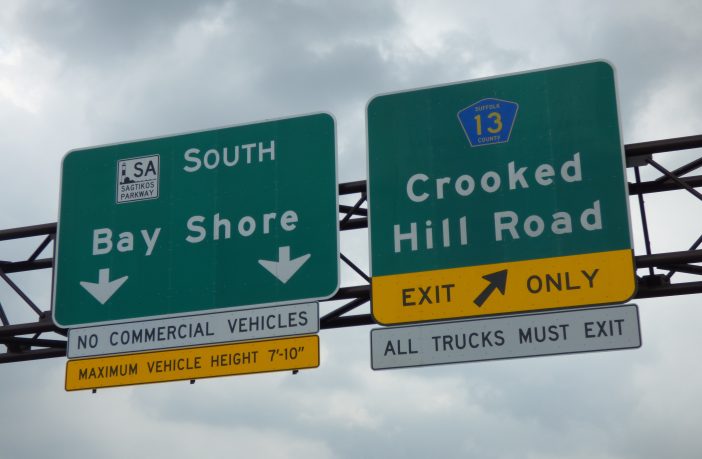 SA
SAGTIKOS
PARKWAY
SOUTH
Bay Shore
NO COMMERCIAL VEHICLES
MAXIMUM VEHICLE HEIGHT 7'-10"
SUFFOLK
13
COUNTY
Crooked
Hill Road
EXIT ONLY
ALL TRUCKS MUST EXIT